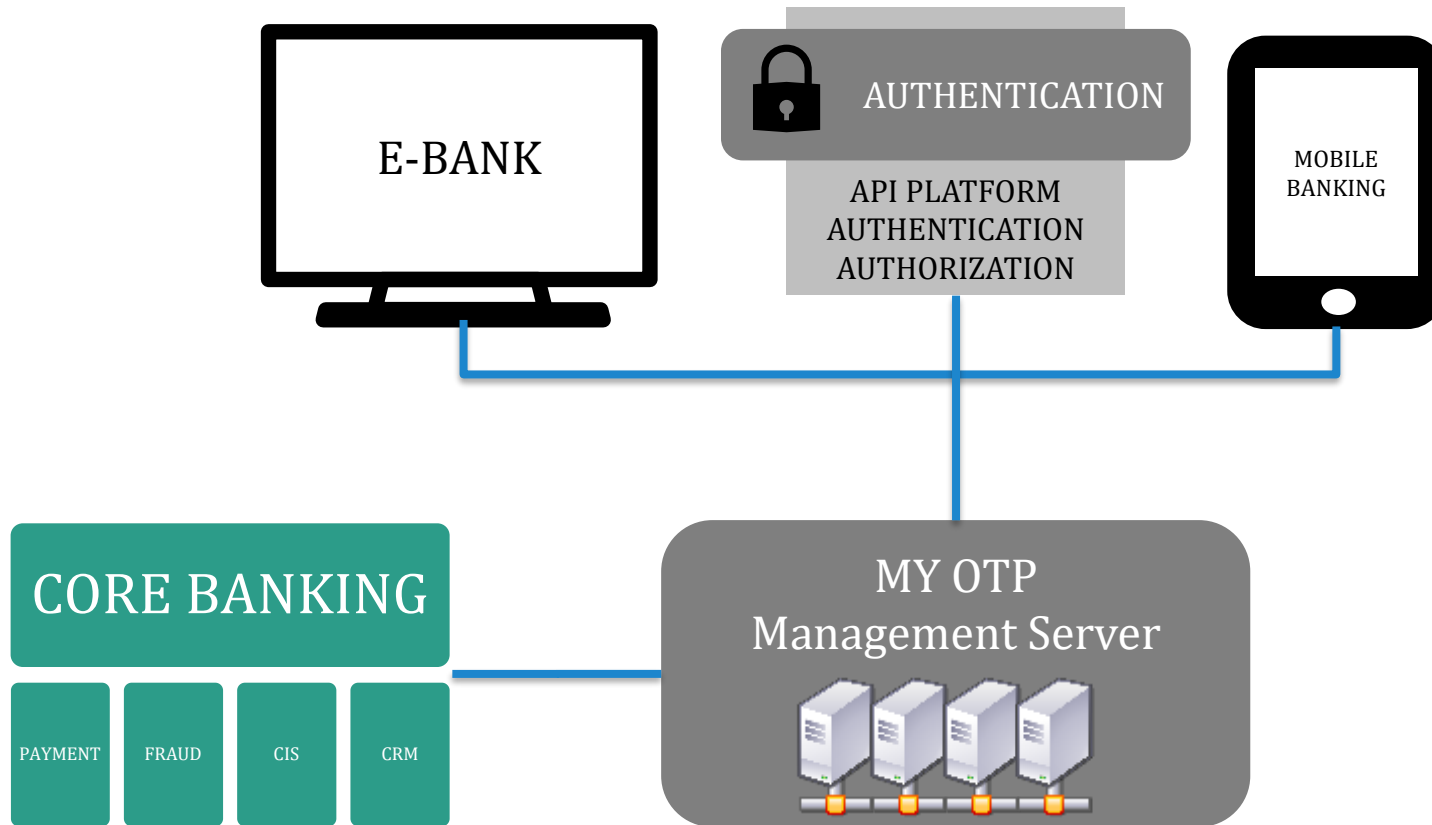 E-BANK
AUTHENTICATION
API PLATFORM
AUTHENTICATION
AUTHORIZATION
MOBILE
BANKING
CORE BANKING
PAYMENT
FRAUD
CIS
CRM
MY OTP
Management Server